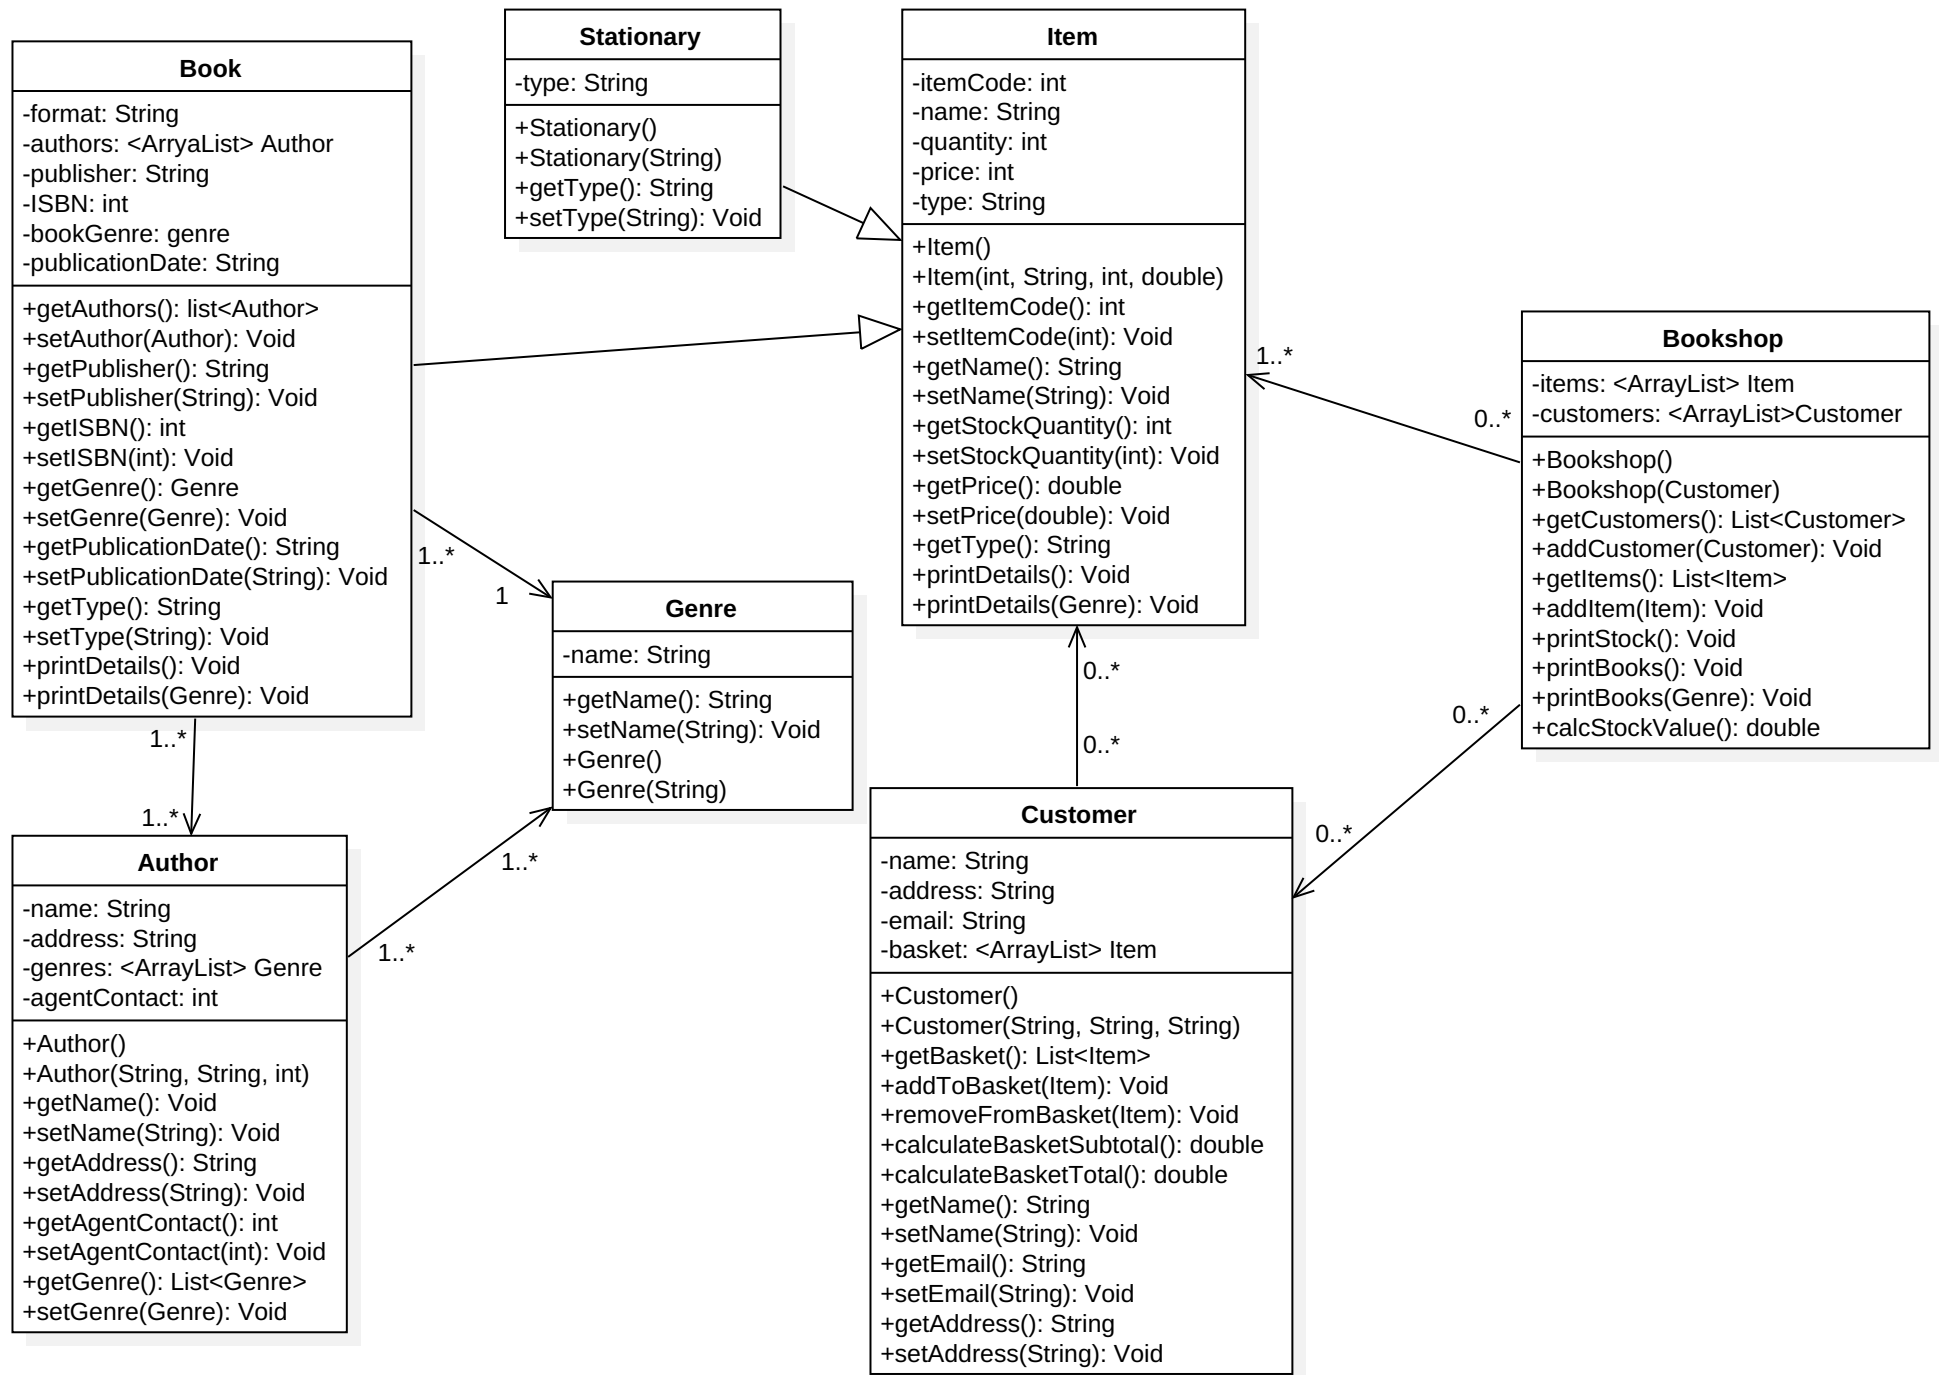 Book
-format: String
-authors: <ArryaList> Author
-publisher: String
-ISBN: int
-bookGenre: genre
-publicationDate: String
+getAuthors(): list<Author>
+setAuthor(Author): Void
+getPublisher(): String
+setPublisher(String): Void
+getISBN(): int
+setISBN(int): Void
+getGenre(): Genre
+setGenre(Genre): Void
+getPublicationDate(): String
+setPublicationDate(String): Void
+getType(): String
+setType(String): Void
+printDetails(): Void
+printDetails(Genre): Void
Stationary
-type: String
+Stationary()
+Stationary(String)
+getType(): String
+setType(String): Void
Item
-itemCode: int
-name: String
-quantity: int
-price: int
-type: String
+Item()
+Item(int, String, int, double)
+getItemCode(): int
+setItemCode(int): Void
+getName(): String
+setName(String): Void
+getStockQuantity(): int
+setStockQuantity(int): Void
+getPrice(): double
+setPrice(double): Void
+getType(): String
+printDetails(): Void
+printDetails(Genre): Void
1..*
0..*
Bookshop
-items: <ArrayList> Item
-customers: <ArrayList>Customer
+Bookshop()
+Bookshop(Customer)
+getCustomers(): List<Customer>
+addCustomer(Customer): Void
+getItems(): List<Item>
+addItem(Item): Void
+printStock(): Void
+printBooks(): Void
+printBooks(Genre): Void
+calcStockValue(): double
1..*
1
Genre
-name: String
+getName(): String
+setName(String): Void
+Genre()
+Genre(String)
0..*
0..*
0..*
0..*
1..*
1..*
1..*
1..*
Author
-name: String
-address: String
-genres: <ArrayList> Genre
-agentContact: int
+Author()
+Author(String, String, int)
+getName(): Void
+setName(String): Void
+getAddress(): String
+setAddress(String): Void
+getAgentContact(): int
+setAgentContact(int): Void
+getGenre(): List<Genre>
+setGenre(Genre): Void
Customer
-name: String
-address: String
-email: String
-basket: <ArrayList> Item
+Customer()
+Customer(String, String, String)
+getBasket(): List<Item>
+addToBasket(Item): Void
+removeFromBasket(Item): Void
+calculateBasketSubtotal(): double
+calculateBasketTotal(): double
+getName(): String
+setName(String): Void
+getEmail(): String
+setEmail(String): Void
+getAddress(): String
+setAddress(String): Void